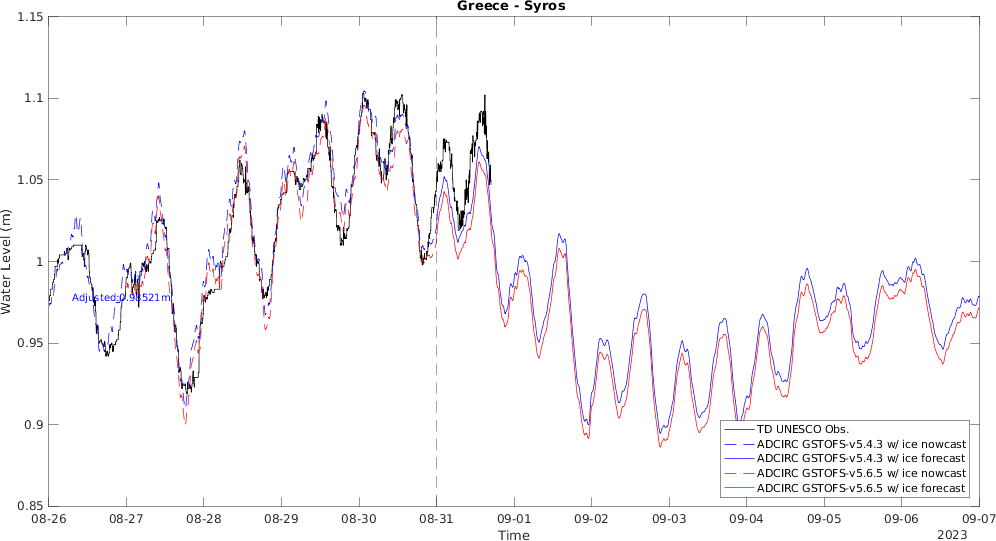 Greece - Syros
1.15
1.1
1.05
1
0.95
0.9
0.85
Water Level (m)
Adjusted:0.98521m
TD UNESCO Obs.
ADCIRC GSTOFS-v5.4.3 w/ ice nowcast
ADCIRC GSTOFS-v5.4.3 w/ ice forecast
ADCIRC GSTOFS-v5.6.5 w/ ice nowcast
ADCIRC GSTOFS-v5.6.5 w/ ice forecast
08-26 08-27 08-28 08-29 08-30 08-31 09-01 09-02 09-03 09-04 09-05 09-06 09-07
Time
2023